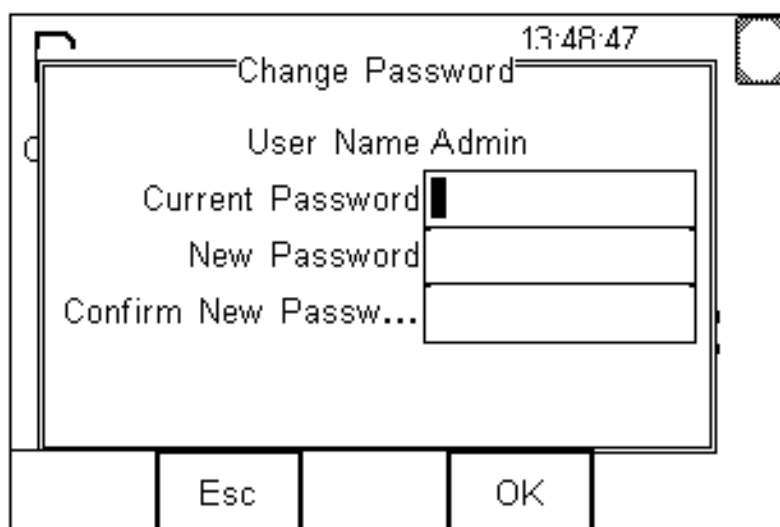 13:48:47
Change Password
User Name Admin
Current Password
New Password
Confirm New Passw...
Esc OK